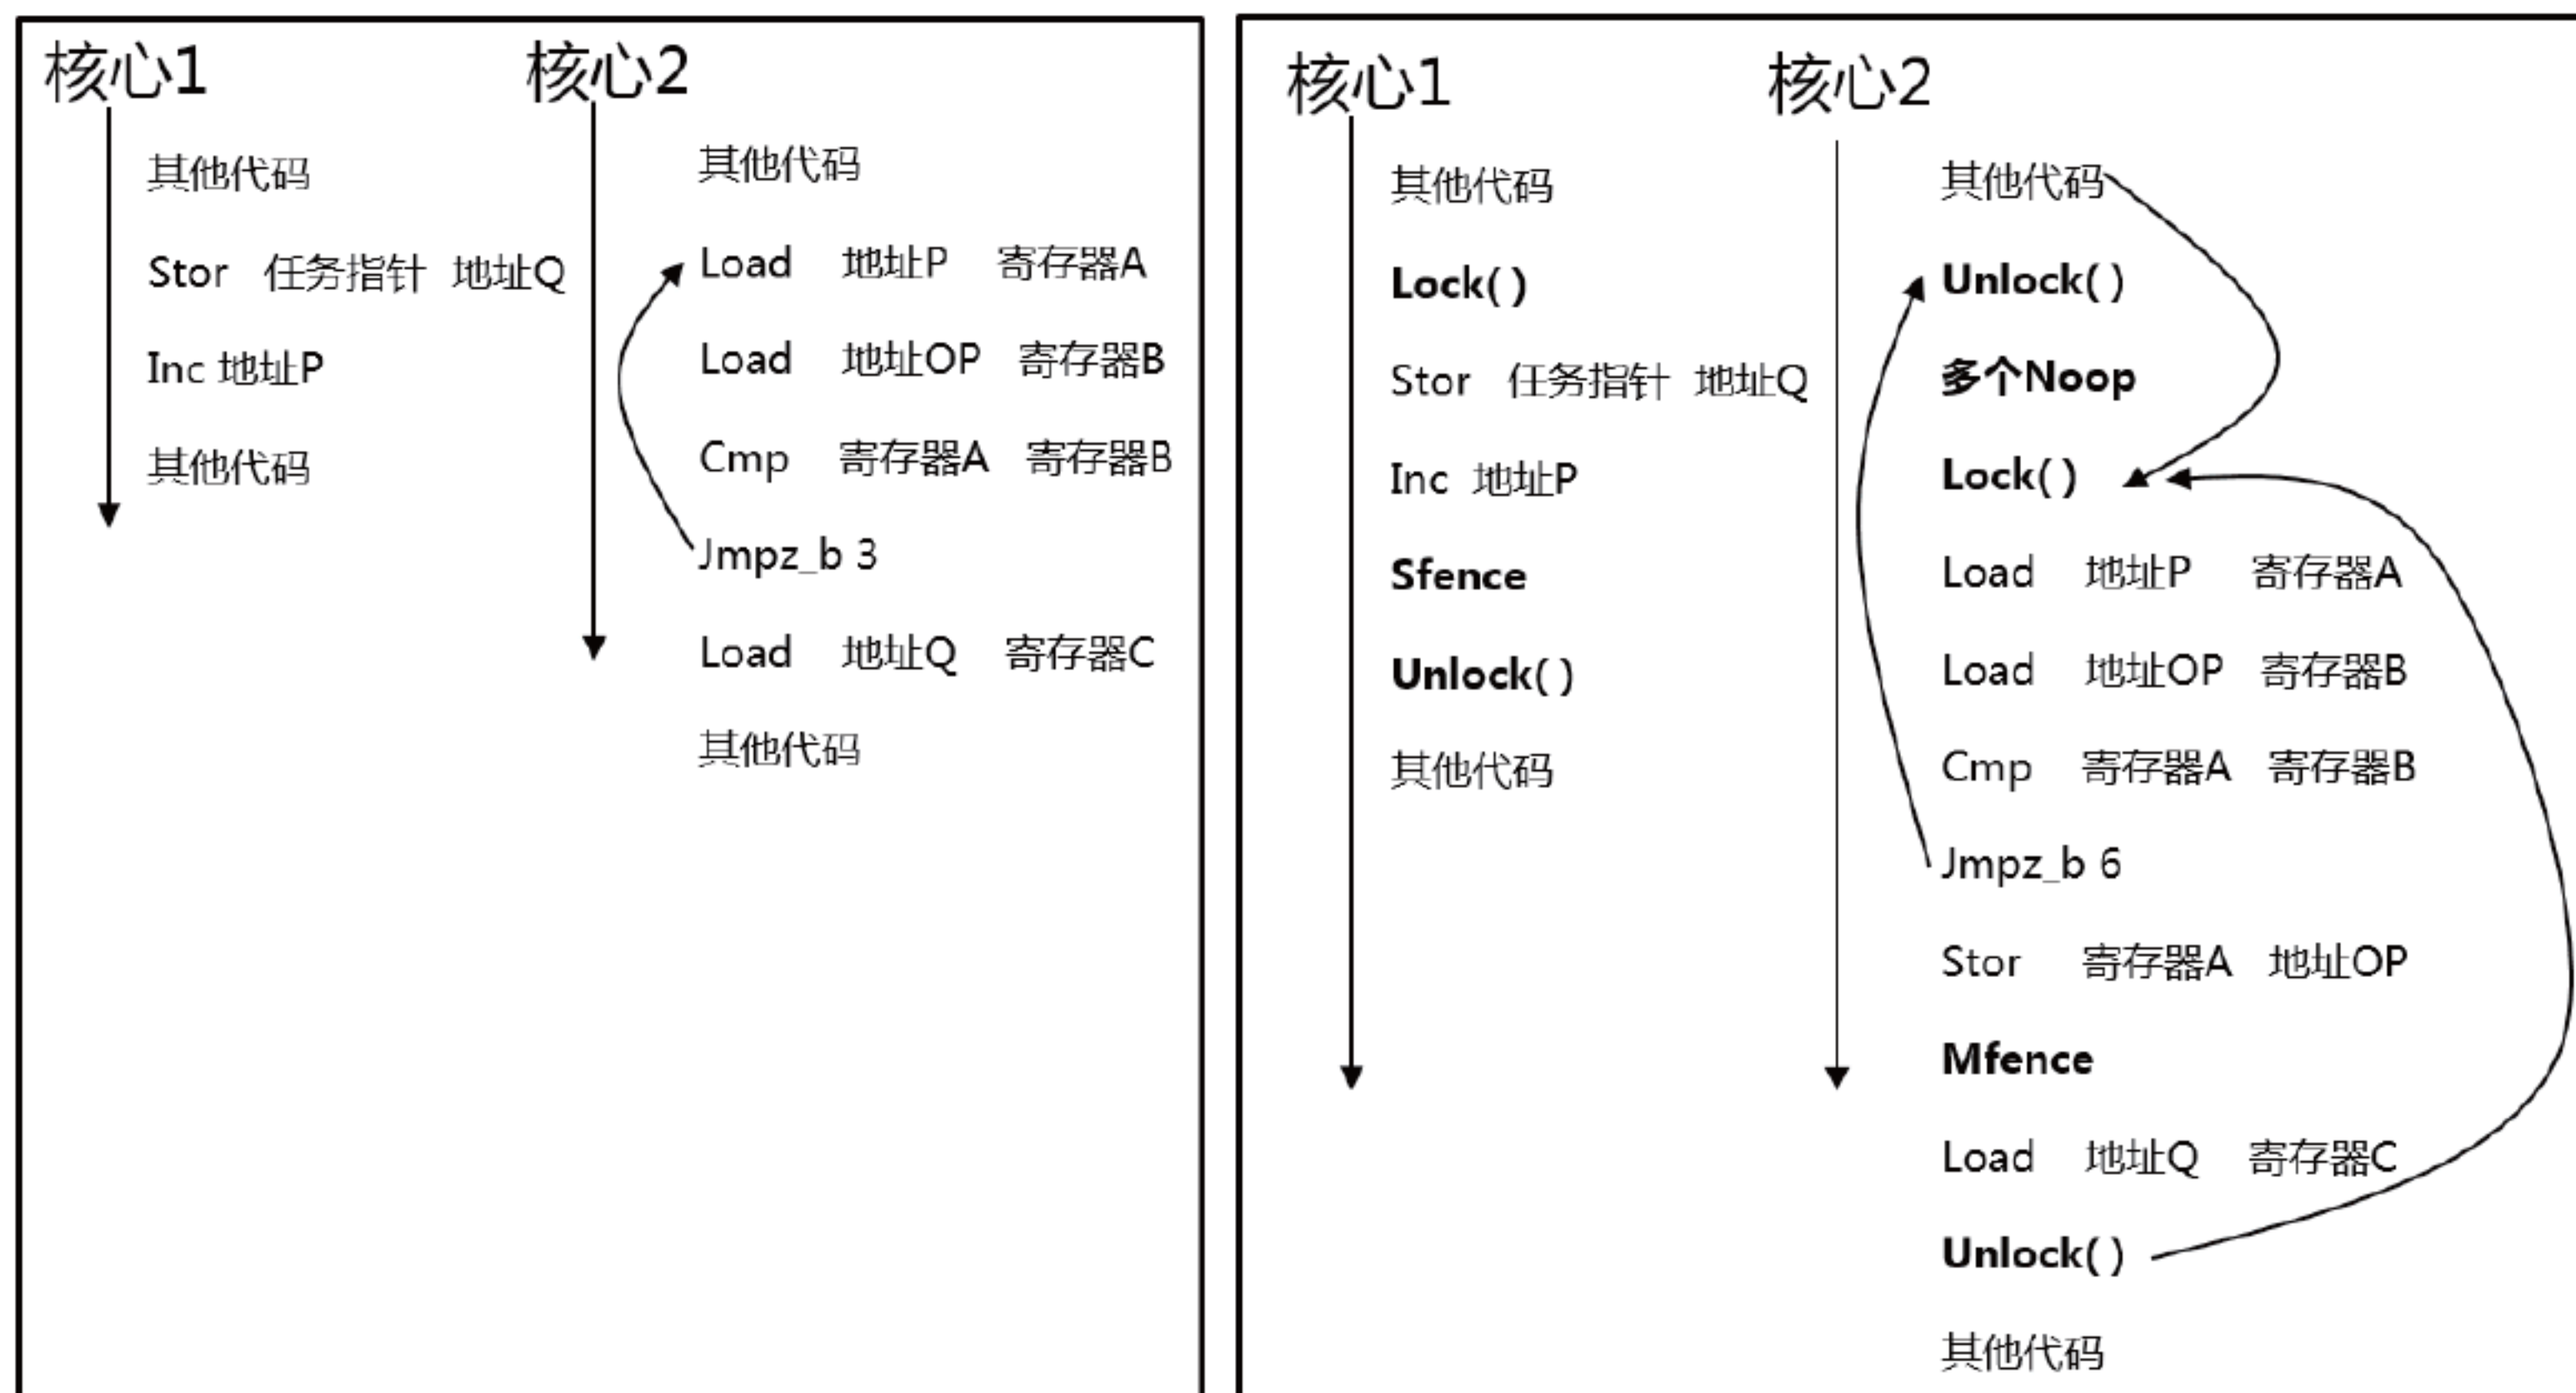 核心1
其他代码
Stor 任务指针 地址Q
Inc 地址P
其他代码
核心2
其他代码
Load 地址P 寄存器A
Load 地址OP 寄存器B
Cmp 寄存器A 寄存器B
Jmpz_b 3
Load 地址Q 寄存器C
其他代码
核心1
其他代码
Lock( )
Stor 任务指针 地址Q
Inc 地址P
Sfence
Unlock( )
其他代码
核心2
其他代码
Unlock( )
多个Noop
Lock( )
Load 地址P 寄存器A
Load 地址OP 寄存器B
Cmp 寄存器A 寄存器B
Jmpz_b 6
Stor 寄存器A 地址OP
Mfence
Load 地址Q 寄存器C
Unlock( )
其他代码